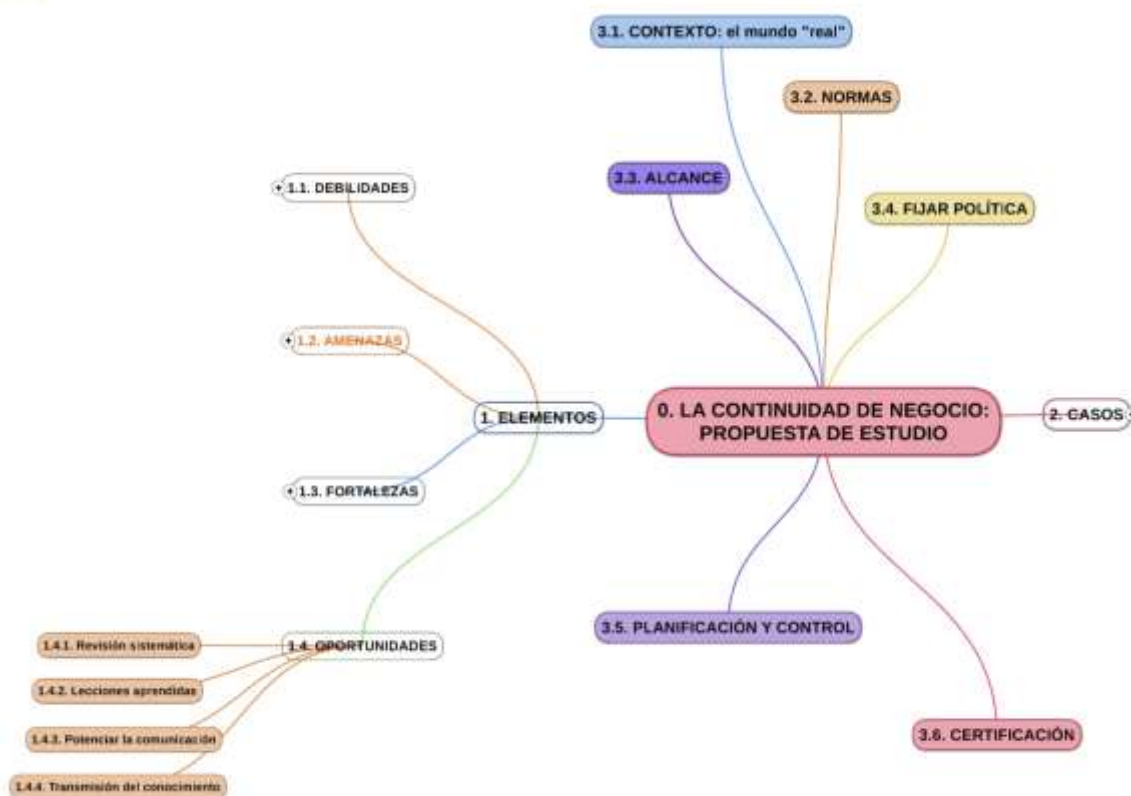 3.1. CONTEXTO: el mundo "real"
3.2. NORMAS
3.3. ALCANCE
3.4. FIJAR POLÍTICA
1.1. DEBILIDADES
1.2. AMENAZAS
1. ELEMENTOS
1.3. FORTALEZAS
1.4. OPORTUNIDADES
1.4.1. Revisión sistemática
1.4.2. Lecciones aprendidas
1.4.3. Potenciar la comunicación
1.4.4. Transmisión del conocimiento
0. LA CONTINUIDAD DE NEGOCIO:
PROPUESTA DE ESTUDIO
2. CASOS
3.5. PLANIFICACIÓN Y CONTROL
3.6. CERTIFICACIÓN